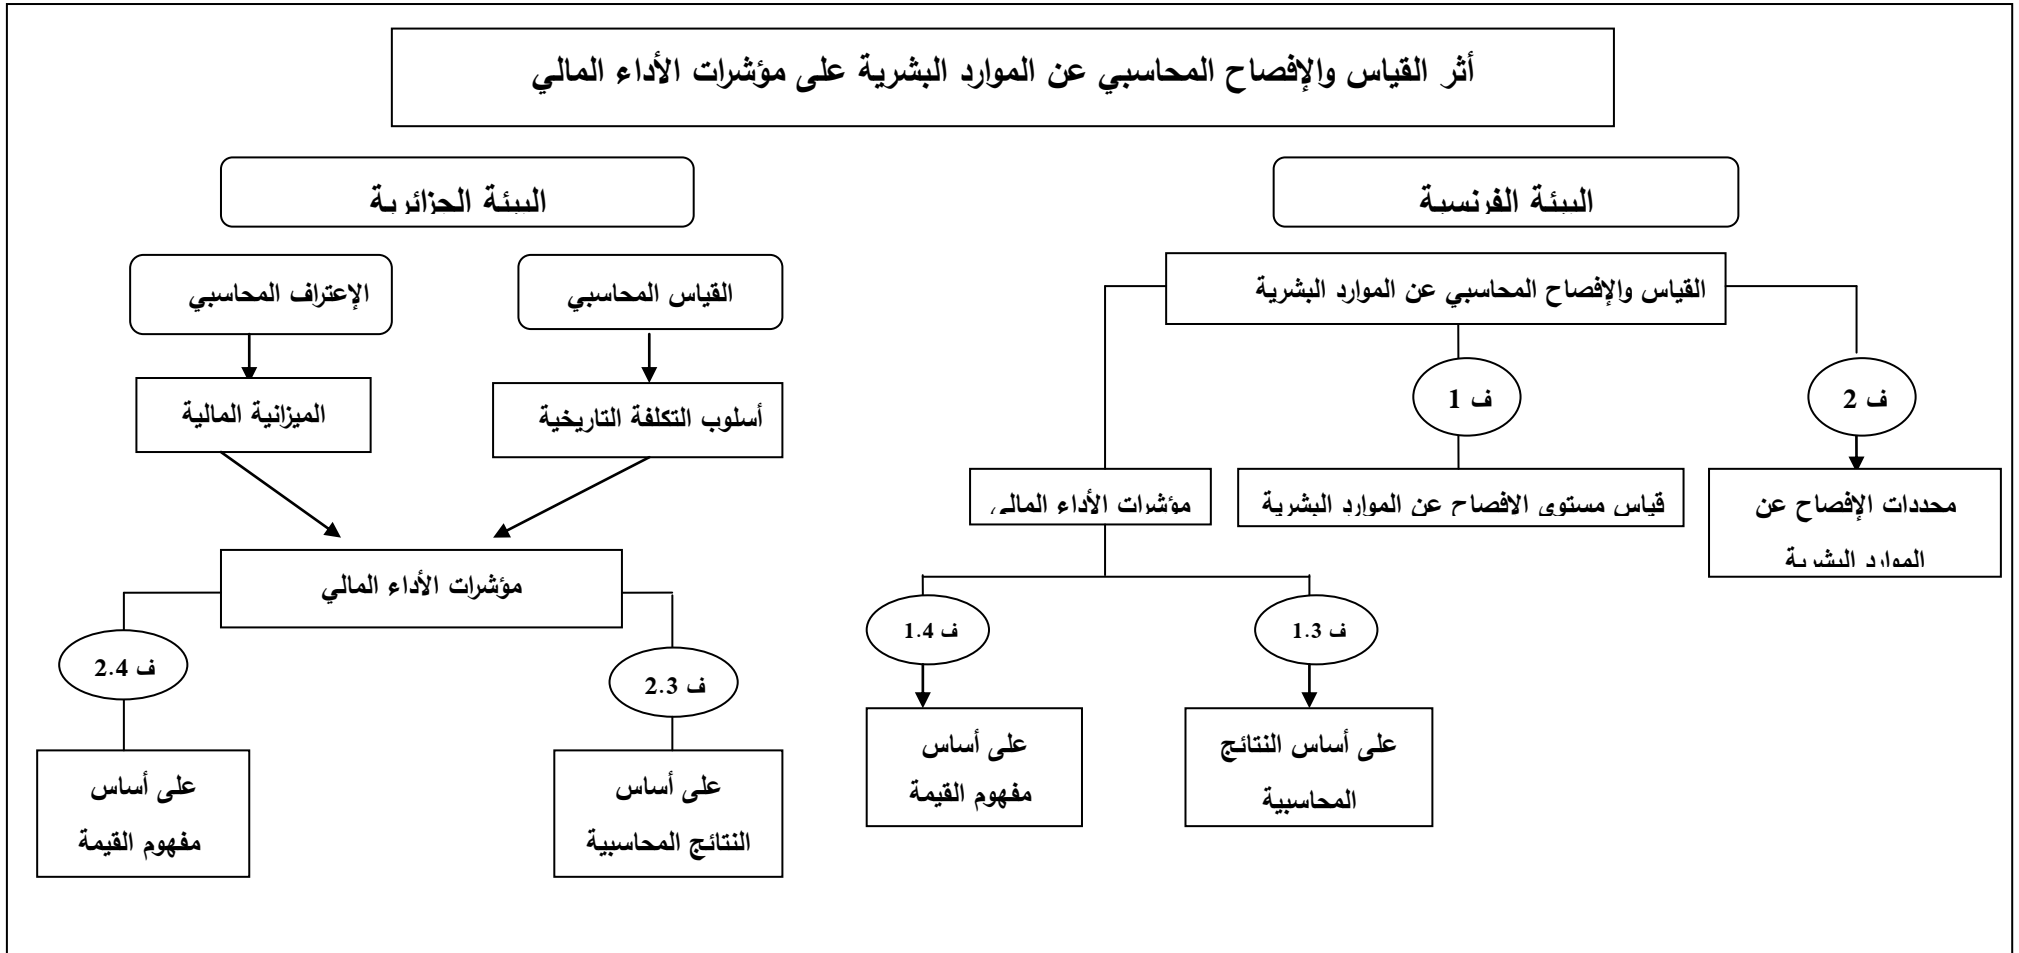 أثر القياس والإفصاح المحاسبي عن الموارد البشرية على مؤشرات الأداء المالي
البيئة الفرنسية
البيئة الجزائرية
القياس والإفصاح المحاسبي عن الموارد البشرية
القياس المحاسبي
الإعتراف المحاسبي
ف 2
ف 1
أسلوب التكلفة التاريخية
الميزانية المالية
محددات الإفصاح عن
الموارد البشرية
قياس مستوى الافصاح عن الموارد البشرية
مؤشرات الأداء المالي
مؤشرات الأداء المالي
ف 1.3
ف 1.4
ف 2.3
ف 2.4
على أساس النتائج
المحاسبية
على أساس
مفهوم القيمة
على أساس
النتائج المحاسبية
على أساس
مفهوم القيمة